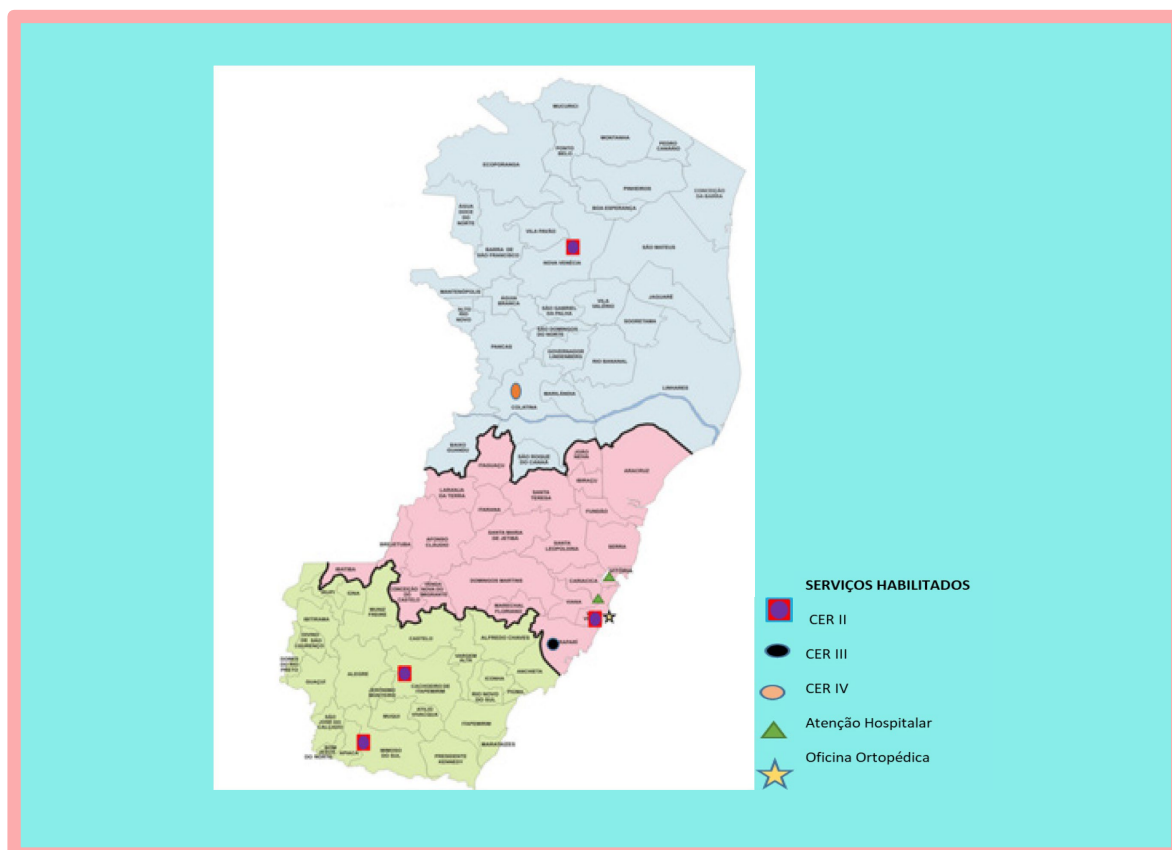 MUCURICI
MONTANHA
PEDRO
CANÁRIO
PONTO
BELO
ECOPORANGA
PINHEIROS
CONCEIÇÃO
DA BARRA
ÁGUA
DOCE
DO
NORTE
BOA ESPERANÇA
VILA PAVÃO
BARRA DE
SÃO FRANCISCO
SÃO MATEUS
NOVA VENÉCIA
MANTENÓPOLIS
ÁGUA
BRANCA
ALTO
RIO
NOVO
SÃO GABRIEL
DA PALHA
VILA
VALÉRIO
JAGUARÉ
SOORETAMA
SÃO DOMINGOS
DO NORTE
PANCAS
GOVERNADOR
LINDENBERG
RIO BANANAL
MARILÂNDIA
LINHARES
COLATINA
BAIXO
GUANDU
SÃO ROQUE
DO CANAÃ
JOÃO
NEIVA
ITAGUAÇU
ARACRUZ
LARANJA
DA TERRA
SANTA
TERESA
IBIRAÇU
ITARANA
FUNDÃO
AFONSO
CLÁUDIO
SANTA MARIA
DE JETIBÁ
SANTA
LEOPOLDINA
SERRA
BREJETUBA
IBATIBA
DOMINGOS MARTINS
CARIACICA
VITÓRIA
CONCEIÇÃO
DO
CASTELO
VENDA
NOVA DO
IMIGRANTE
VIANA
MARECHAL
FLORIANO
IÚNA
MUNIZ
FREIRE
IBITIRAMA
CASTELO
ALFREDO CHAVES
VARGEM
ALTA
DIVINO
DE SÃO
LOURENÇO
DORES
DO RIO
PRETO
GUAÇUÍ
ALEGRE
ANCHIETA
ICONHA
JERÔNIMO
MONTEIRO
CACHOEIRO DE
ITAPEMIRIM
RIO NOVO
DO SUL
PIÚMA
ATÍLIO
VIVACQUA
MUQUI
SÃO
JOSÉ DO
CALÇADO
ITAPEMIRIM
MARATAÍZES
BOM
JESUS
DO NORTE
APIACÁ
MIMOSO
DO SUL
PRESIDENTE
KENNEDY
SERVIÇOS HABILITADOS
CER II
CER III
CER IV
Atenção Hospitalar
Oficina Ortopédica